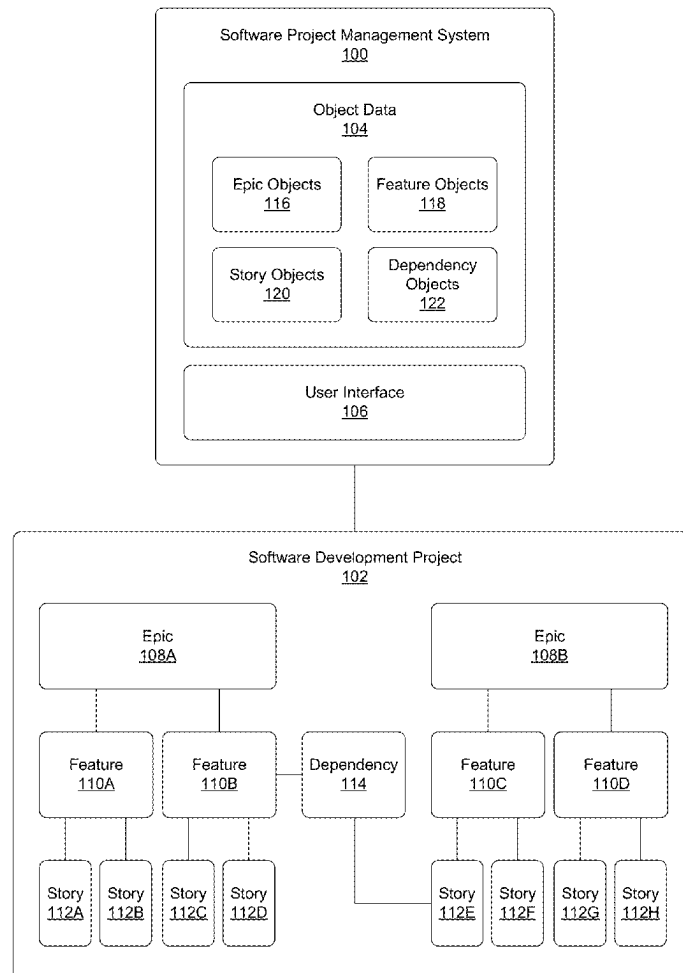 Software Project Management System
100
Object Data
104
Epic Objects
116
Feature Objects
118
Story Objects
120
Dependency
Objects
122
User Interface
106
Software Development Project
102
Epic
108A
Epic
108B
Feature
110A
Feature
110B
Dependency
114
Feature
110C
Feature
110D
Story
112A
Story
112B
Story
112C
Story
112D
Story
112E
Story
112F
Story
112G
Story
112H